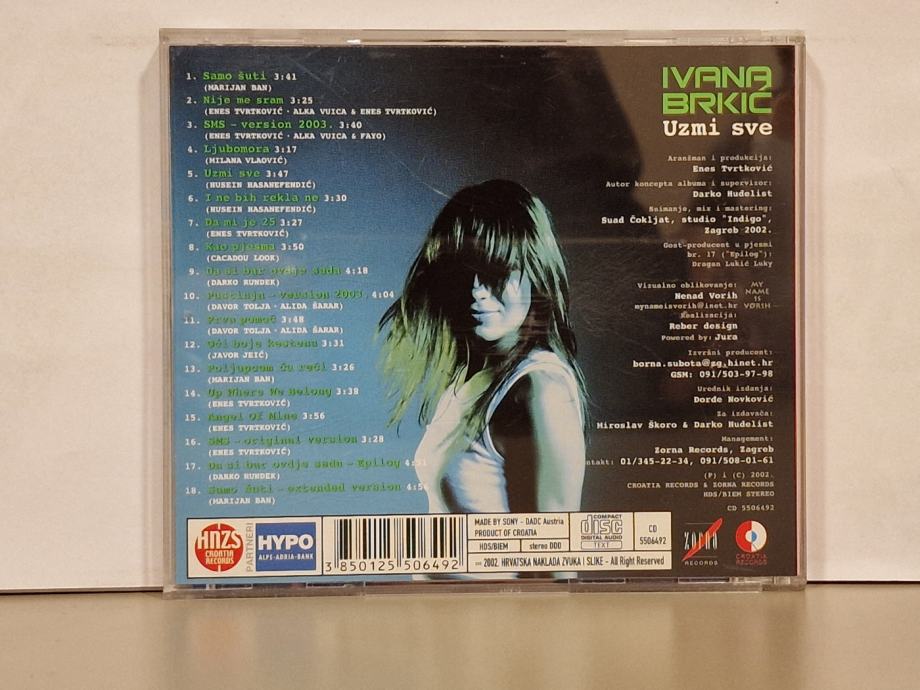 1. Samo šuti 3:41
(MARIJAN BAN)
2. Nije me sram 3:25
(ENES TVRTKOVIĆ · ALKA VUICA & ENES TVRTKOVIĆ)
3. SMS - version 2003. 3:40
(ENES TVRTKOVIĆ · ALKA VUICA & FAYO)
4. Ljubomora 3:17
(MILANA VLAOVIĆ)
5. Uzmi sve 3:47
(HUSEIN HASANEFENDIĆ)
6. I ne bih rekla ne 3:30
(HUSEIN HASANEFENDIĆ)
7. Da mi je 25 3:27
(ENES TVRTKOVIĆ)
8. Kao pjesma 3:50
(CACADOU LOOK)
9. Da si bar ovdje sada 4:18
(DARKO RUNDEK)
10. Pustinja - version 2003. 4:04
(DAVOR TOLJA · ALIDA ŠARAR)
11. Prva pomoć 3:48
(DAVOR TOLJA · ALIDA ŠARAR)
12. Oči boje kestena 3:31
(JAVOR JEIĆ)
13. Poljupcem ću reći 3:26
(MARIJAN BAN)
14. Up Where We Belong 3:38
(ENES TVRTKOVIĆ)
15. Angel Of Mine 3:56
(ENES TVRTKOVIĆ)
16. SMS - original version 3:28
(ENES TVRTKOVIĆ)
17. Da si bar ovdje sada - Epilog
(DARKO RUNDEK)
18. Samo šuti - extended version
(MARIJAN BAN)
IVANA
BRKIĆ
Uzmi sve
Aranžman i produkcija:
Enes Tvrtković
Autor koncepta albuma i supervizor:
Darko Hudelist
Snimanje, mix i mastering:
Suad Čokljat, studio "Indigo",
Zagreb 2002.
Gost-producent u pjesmi
br. 17 ("Epilog"):
Dragan Lukić Luky
Vizualno oblikovanje:
Nenad Vorih
mynameisvorih@inet.hr
MY
NAME
IS
VORIH
Realizacija:
Reber design
Powered by: Jura
Izvršni producent:
borna.subota@zg.hinet.hr
GSM: 091/503-97-98
Urednik izdanja:
Đorđe Novković
Za izdavača:
Miroslav Škoro & Darko Hudelist
Management:
Zorna Records, Zagreb
ntakt: 01/345-22-34, 091/508-01-61
(P) i (C) 2002.
CROATIA RECORDS & ZORNA RECORDS
HDS/BIEM STEREO
CD 5506492
HNZS
CROATIA
RECORDS
PARTNERI
HYPO
ALPE-ADRIA-BANK
3 850125 506492
MADE BY SONY - DADC Austria
PRODUCT OF CROATIA
HDS/BIEM
stereo DDD
COMPACT
disc
DIGITAL AUDIO
TEXT
CD
5506492
2002. HRVATSKA NAKLADA ZVUKA I SLIKE - All Right Reserved
zorna
RECORDS
CROATIA
RECORDS